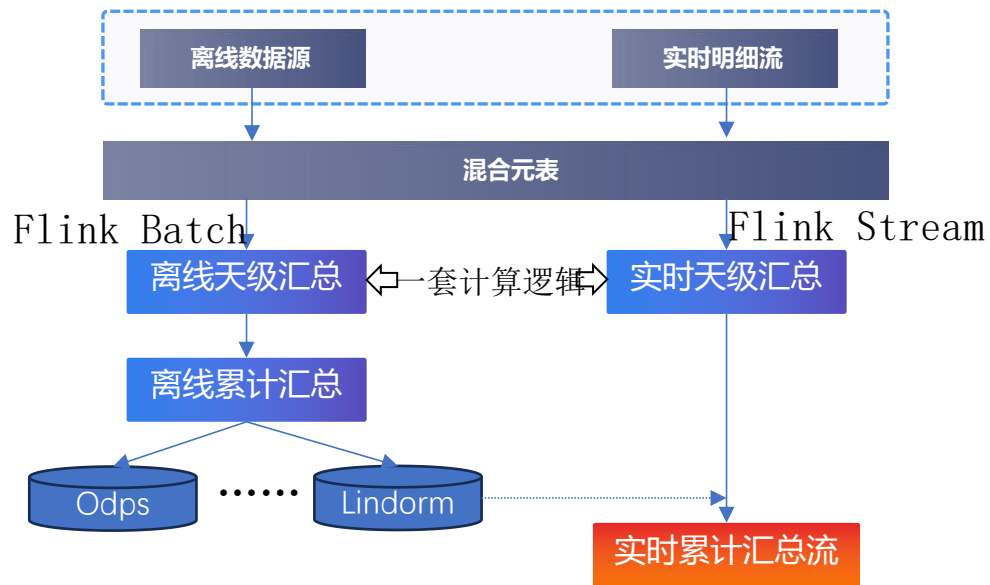 离线数据源
实时明细流
混合元表
Flink Batch
Flink Stream
离线天级汇总
一套计算逻辑
实时天级汇总
离线累计汇总
Odps
······
Lindorm
实时累计汇总流